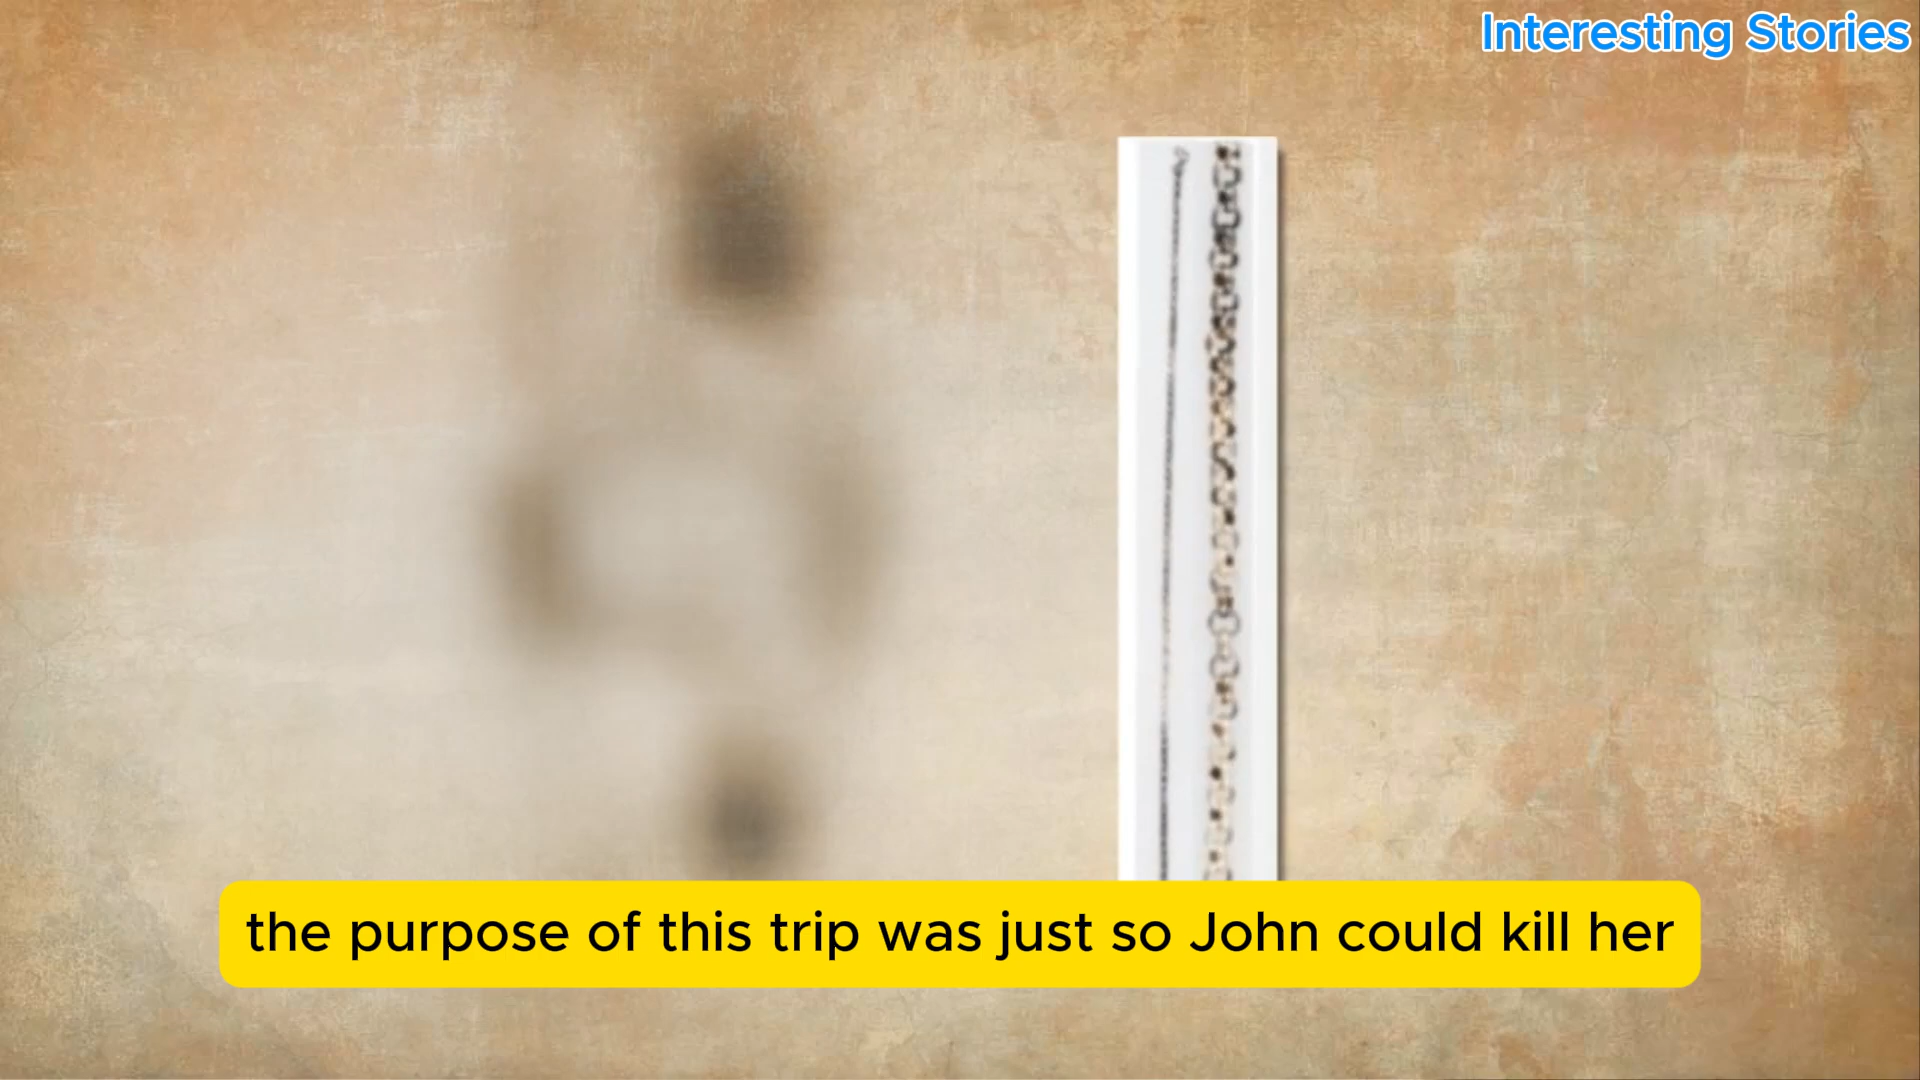 Interesting Stories
the purpose of this trip was just so John could kill her